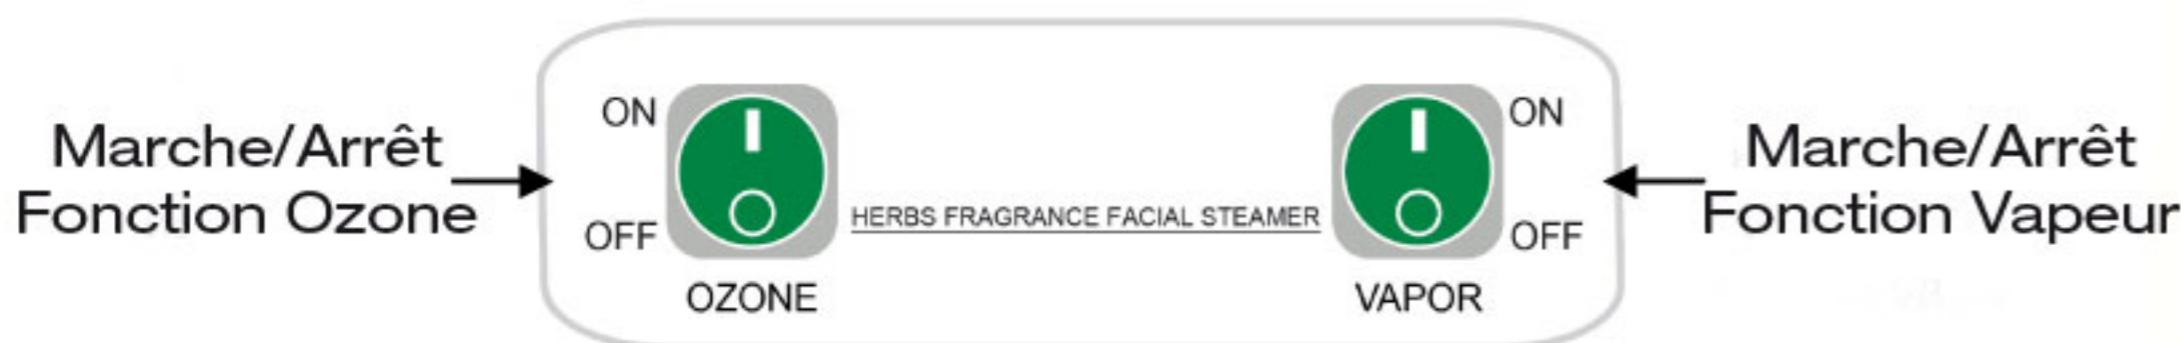 Marche/Arrêt
Fonction Ozone
ON
OFF
OZONE
HERBS FRAGRANCE FACIAL STEAMER
ON
OFF
VAPOR
Marche/Arrêt
Fonction Vapeur